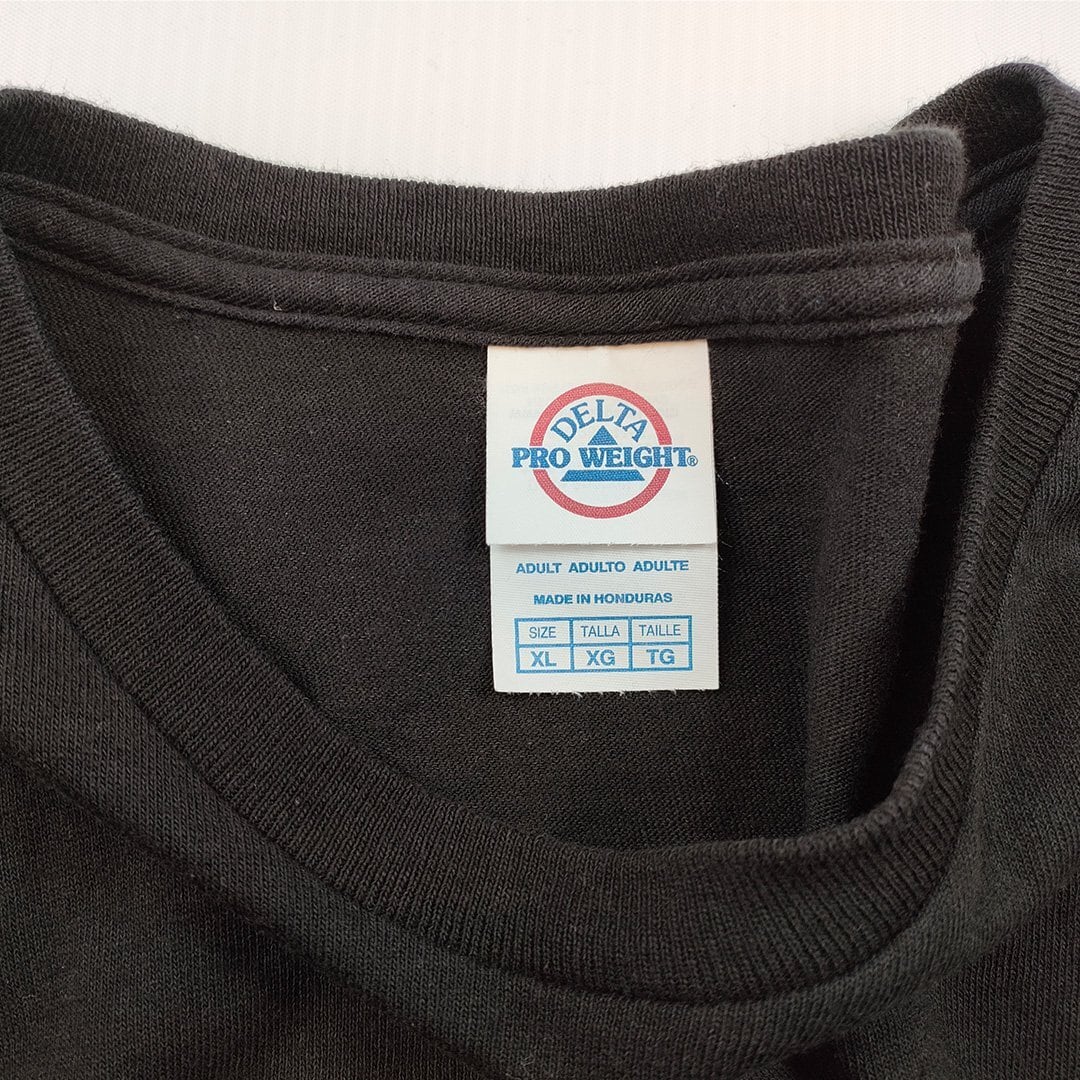 DELTA
PRO WEIGHT®
ADULT ADULTO ADULTE
MADE IN HONDURAS
SIZE TALLA TAILLE
XL XG TG